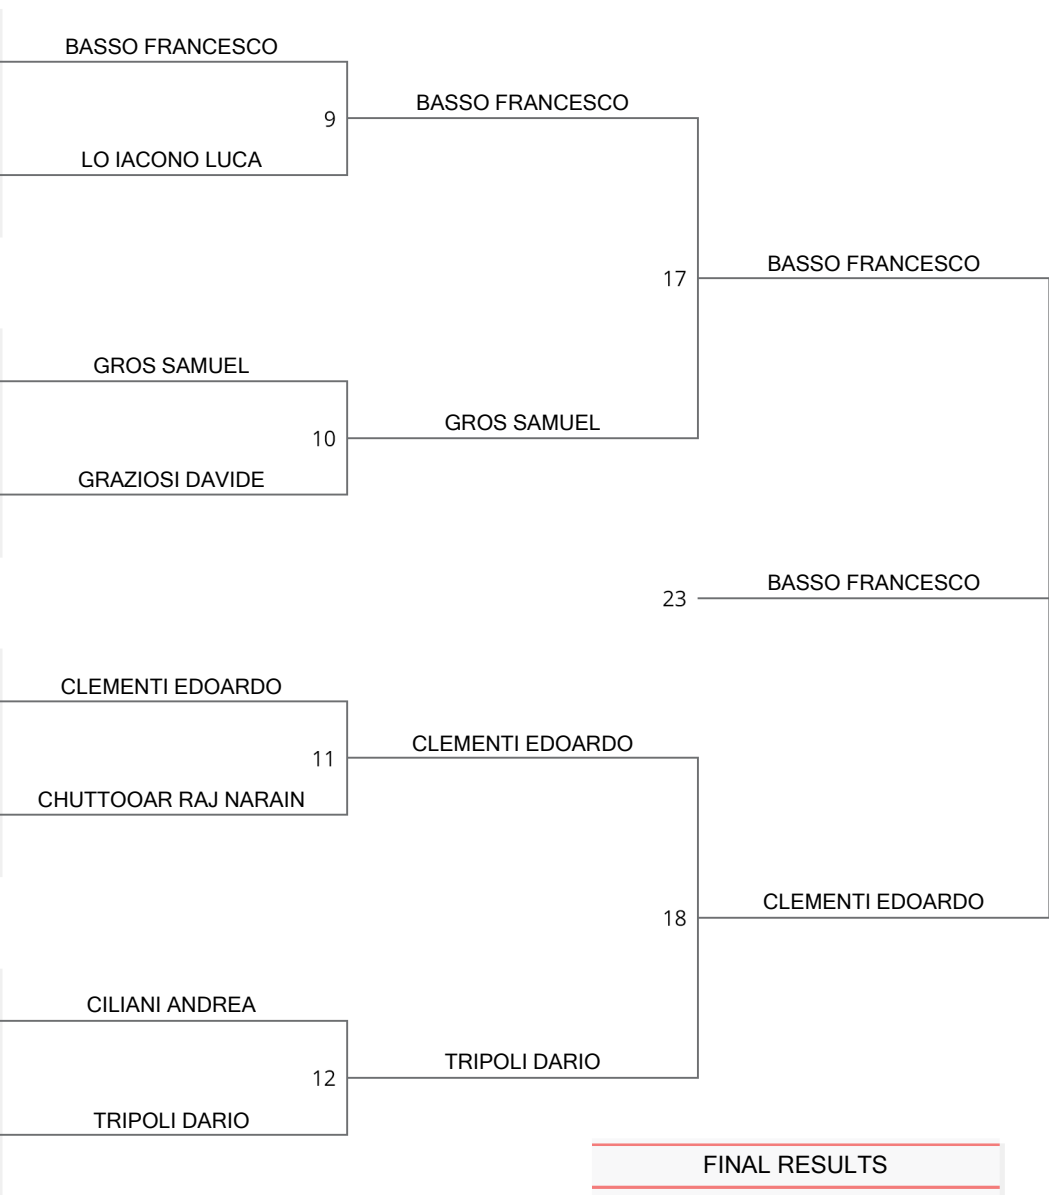 BASSO FRANCESCO
BASSO FRANCESCO
9
LO IACONO LUCA
BASSO FRANCESCO
17
GROS SAMUEL
GROS SAMUEL
10
GRAZIOSI DAVIDE
BASSO FRANCESCO
23
CLEMENTI EDOARDO
CLEMENTI EDOARDO
11
CHUTTOOAR RAJ NARAIN
CLEMENTI EDOARDO
18
CILIANI ANDREA
TRIPOLI DARIO
12
TRIPOLI DARIO
FINAL RESULTS